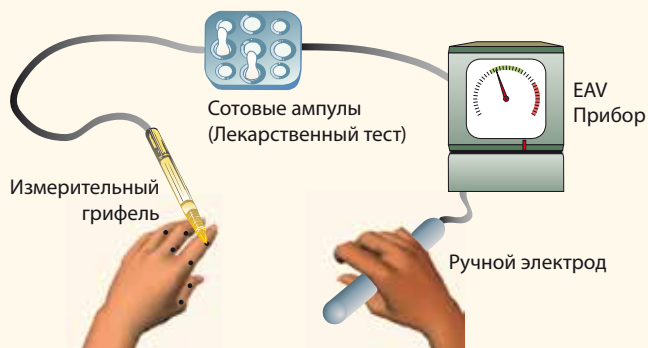 Сотовые ампулы
(Лекарственный тест)
EAV
Прибор
Измерительный
грифель
Ручной электрод